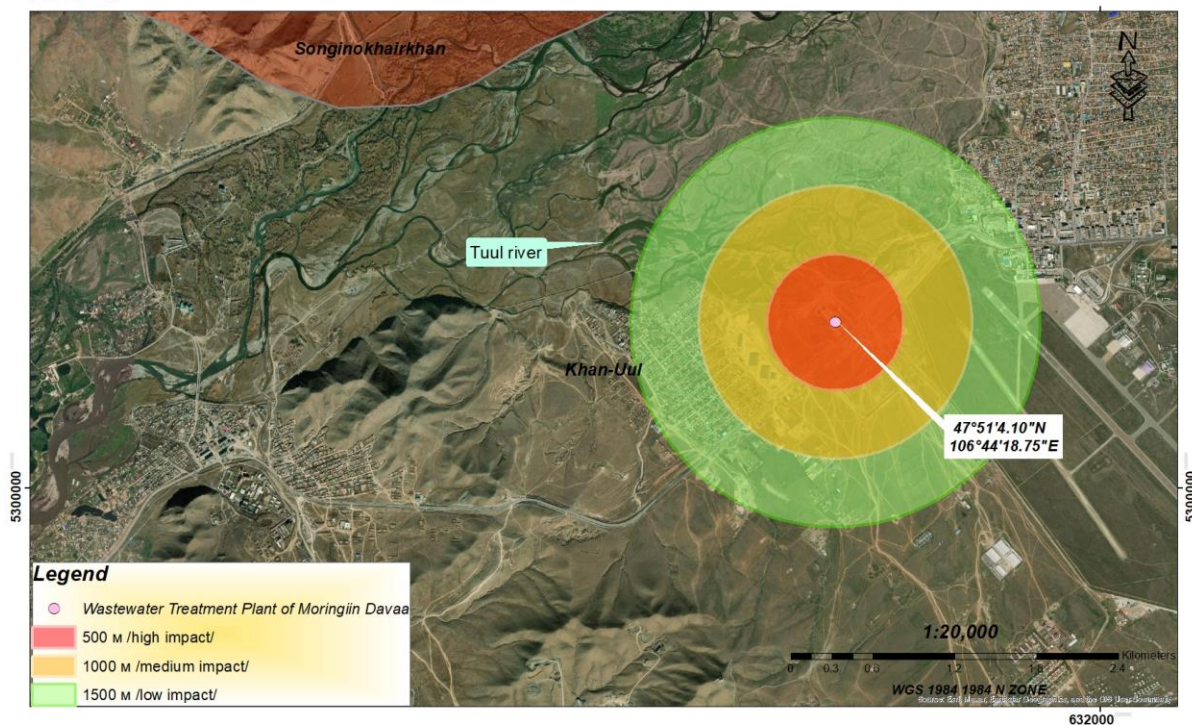 Songinokhairkhan
N
Tuul river
Khan-Uul
47°51'4.10"N
106°44'18.75"E
5300000
5300000
Legend
Wastewater Treatment Plant of Moringiin Davaa
500 м /high impact/
1000 м /medium impact/
1500 м /low impact/
1:20,000
Kilometers
0 0.3 0.6 1.2 1.8 2.4
WGS 1984 1984 N ZONE
632000